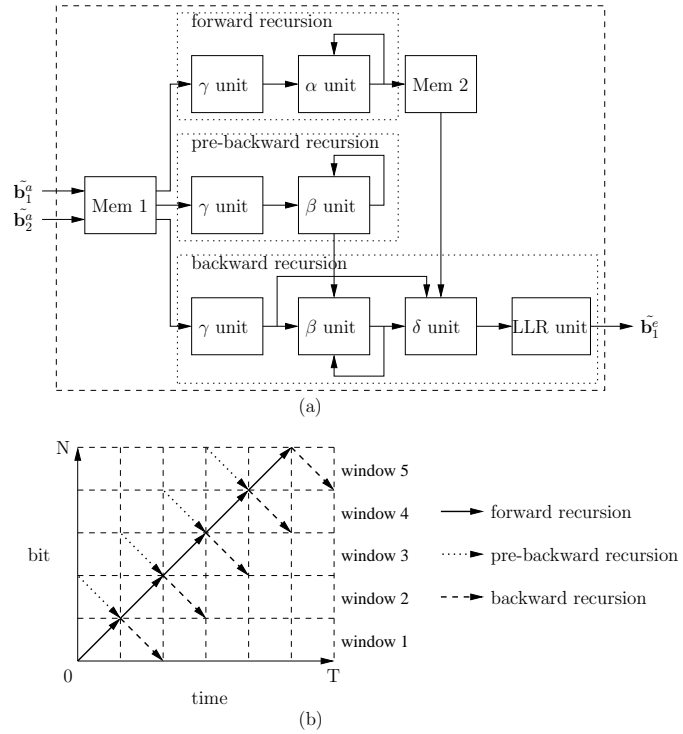 forward recursion
γ unit
α unit
Mem 2
pre-backward recursion
b̃₁ᵃ
b̃₂ᵃ
Mem 1
γ unit
β unit
backward recursion
γ unit
β unit
δ unit
LLR unit
b̃₁ᵉ
(a)
N
window 5
window 4
forward recursion
bit
window 3
pre-backward recursion
window 2
backward recursion
window 1
0
T
time
(b)